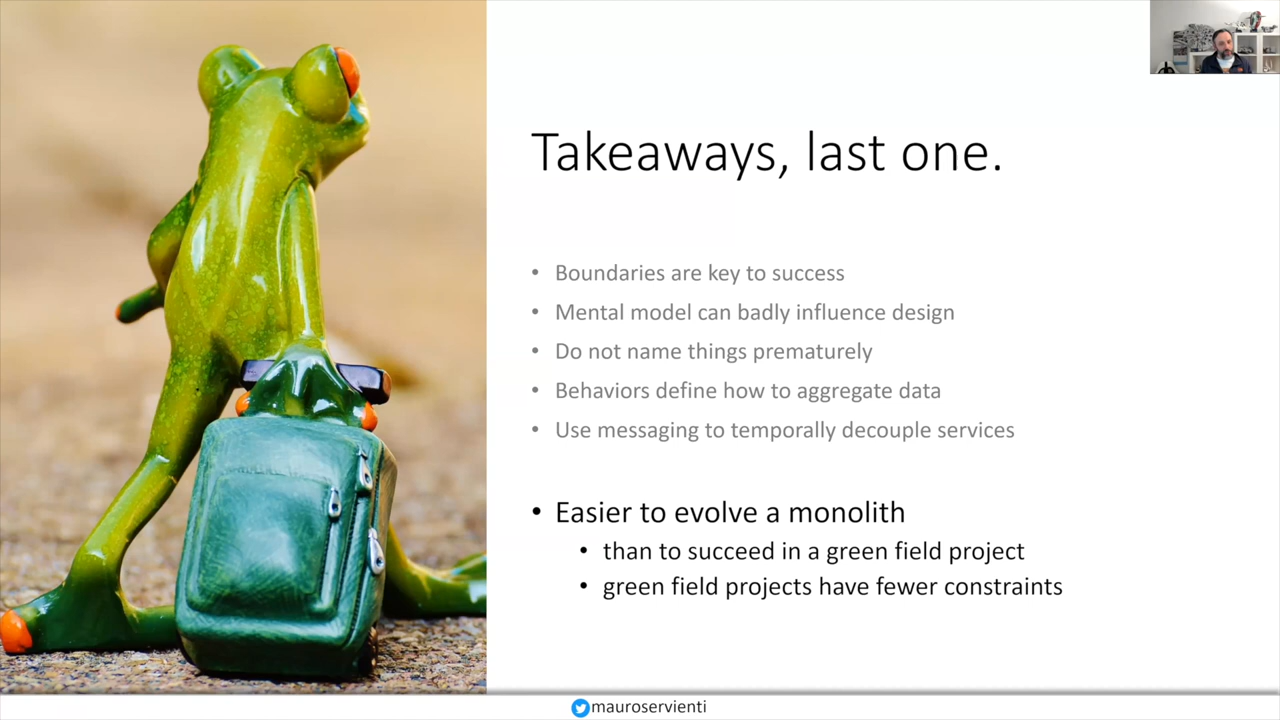 Takeaways, last one.
• Boundaries are key to success
• Mental model can badly influence design
• Do not name things prematurely
• Behaviors define how to aggregate data
• Use messaging to temporally decouple services
• Easier to evolve a monolith
• than to succeed in a green field project
• green field projects have fewer constraints
mauroservienti